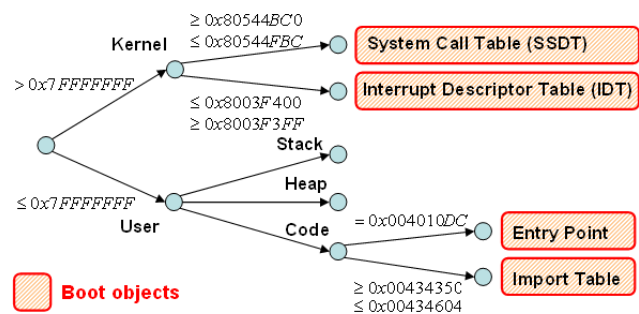 ≥ 0x80544BC0
≤ 0x80544FBC
Kernel
System Call Table (SSDT)
> 0x7FFFFFFF
Interrupt Descriptor Table (IDT)
≤ 0x8003F400
≥ 0x8003F3FF
Stack
Heap
≤ 0x7FFFFFFF
User
Code
= 0x004010DC
Entry Point
Import Table
≥ 0x00434350
≤ 0x00434604
Boot objects